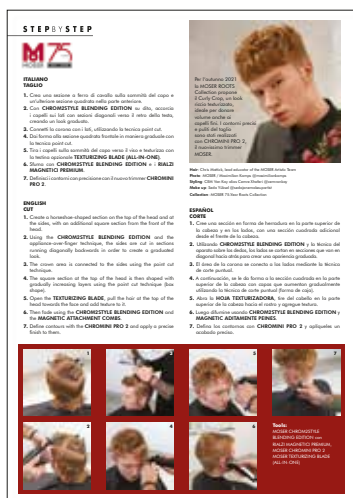 STEPBYSTEP
M 75
MOSER
ITALIANO
TAGLIO
1. Crea una sezione a ferro di cavallo sulla sommità del capo e
un'ulteriore sezione quadrata nella parte anteriore.
2. Con CHROM2STYLE BLENDING EDITION su alto, accorcia
i capelli sui lati con sezioni diagonali verso il retro della testa,
creando un look graduato.
3. Connetti la corona con i lati, utilizzando la tecnica point cut.
4. Dai forma alla sezione quadrata frontale in maniera graduale con
la tecnica point cut.
5. Tira i capelli sulla sommità del capo verso il viso e testurizza con
la testina opzionale TEXTURIZING BLADE (ALL-IN-ONE).
6. Sfuma con CHROM2STYLE BLENDING EDITION e i RIALZI
MAGNETICI PREMIUM.
7. Definisci i contorni con precisione con il nuovo trimmer CHROMINI
PRO 2.
ENGLISH
CUT
1. Create a horseshoe-shaped section on the top of the head and at
the sides, with an additional square section from the front of the
head.
2. Using the CHROM2STYLE BLENDING EDITION and the
appliance-over-finger technique, the sides are cut in sections
running diagonally backwards in order to create a graduated
look.
3. The crown area is connected to the sides using the point cut
technique.
4. The square section at the top of the head is then shaped with
gradually increasing layers using the point cut technique (box
shape).
5. Open the TEXTURIZING BLADE, pull the hair at the top of the
head towards the face and add texture to it.
6. Then fade using the CHROM2STYLE BLENDING EDITION and
the MAGNETIC ATTACHMENT COMBS.
7. Define contours with the CHROMINI PRO 2 and apply a precise
finish to them.
Per l'autunno 2021
la MOSER ROOTS
Collection propone
il Curly Crop, un look
riccio texturizzato,
ideale per donare
volume anche ai
capelli fini. I contorni precisi
e puliti del taglio
sono stati realizzati
con CHROMINI PRO 2,
il nuovissimo trimmer
MOSER.
ESPAÑOL
CORTE
1. Cree una sección en forma de herradura en la parte superior de
la cabeza y en los lados, con una sección cuadrada adicional
desde el frente de la cabeza.
2. Utilizando CHROM2STYLE BLENDING EDITION y la técnica del
aparato sobre los dedos, los lados se cortan en secciones que van en
diagonal hacia atrás para crear una apariencia graduada.
3. El área de la corona se conecta a los lados mediante la técnica
de corte puntual.
4. A continuación, se le da forma a la sección cuadrada en la parte
superior de la cabeza con capas que aumentan gradualmente
utilizando la técnica de corte puntual (forma de caja).
5. Abra la HOJA TEXTURIZADORA, tire del cabello en la parte
superior de la cabeza hacia el rostro y agregue textura.
6. Luego difumine usando CHROM2STYLE BLENDING EDITION y
MAGNETIC ADITAMENTE PEINES.
7. Defina los contornos con CHROMINI PRO 2 y aplíqueles un
acabado preciso.
1
2
5
7
3
4
6
Tools:
MOSER CHROM2STYLE
BLENDING EDITION con
RIALZI MAGNETICI PREMIUM,
MOSER CHROMINI PRO 2
MOSER TEXTURIZING BLADE
(ALL-IN-ONE)